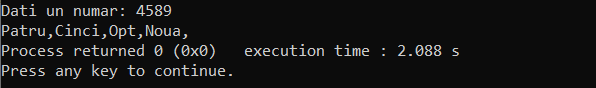 Dati un numar: 4589
Patru,Cinci,Opt,Noua,
Process returned 0 (0x0)   execution time : 2.088 s
Press any key to continue.